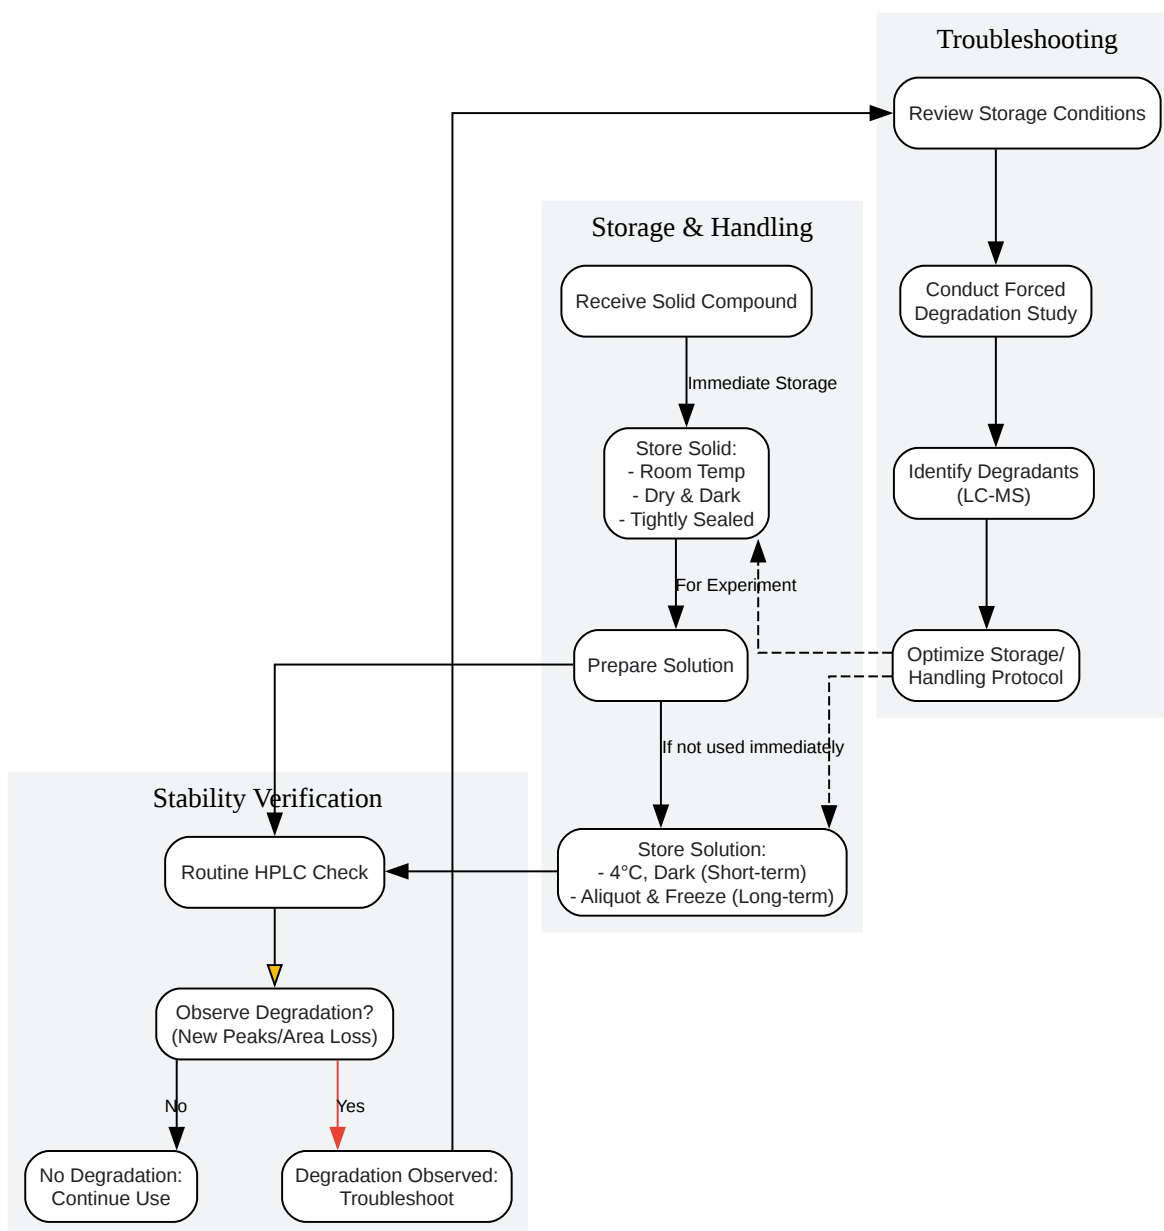 Troubleshooting
Review Storage Conditions
Conduct Forced
Degradation Study
Identify Degradants
(LC-MS)
Optimize Storage/
Handling Protocol
Storage & Handling
Receive Solid Compound
Immediate Storage
Store Solid:
- Room Temp
- Dry & Dark
- Tightly Sealed
For Experiment
Prepare Solution
If not used immediately
Store Solution:
- 4°C, Dark (Short-term)
- Aliquot & Freeze (Long-term)
Stability Verification
Routine HPLC Check
Observe Degradation?
(New Peaks/Area Loss)
No
Yes
No Degradation:
Continue Use
Degradation Observed:
Troubleshoot